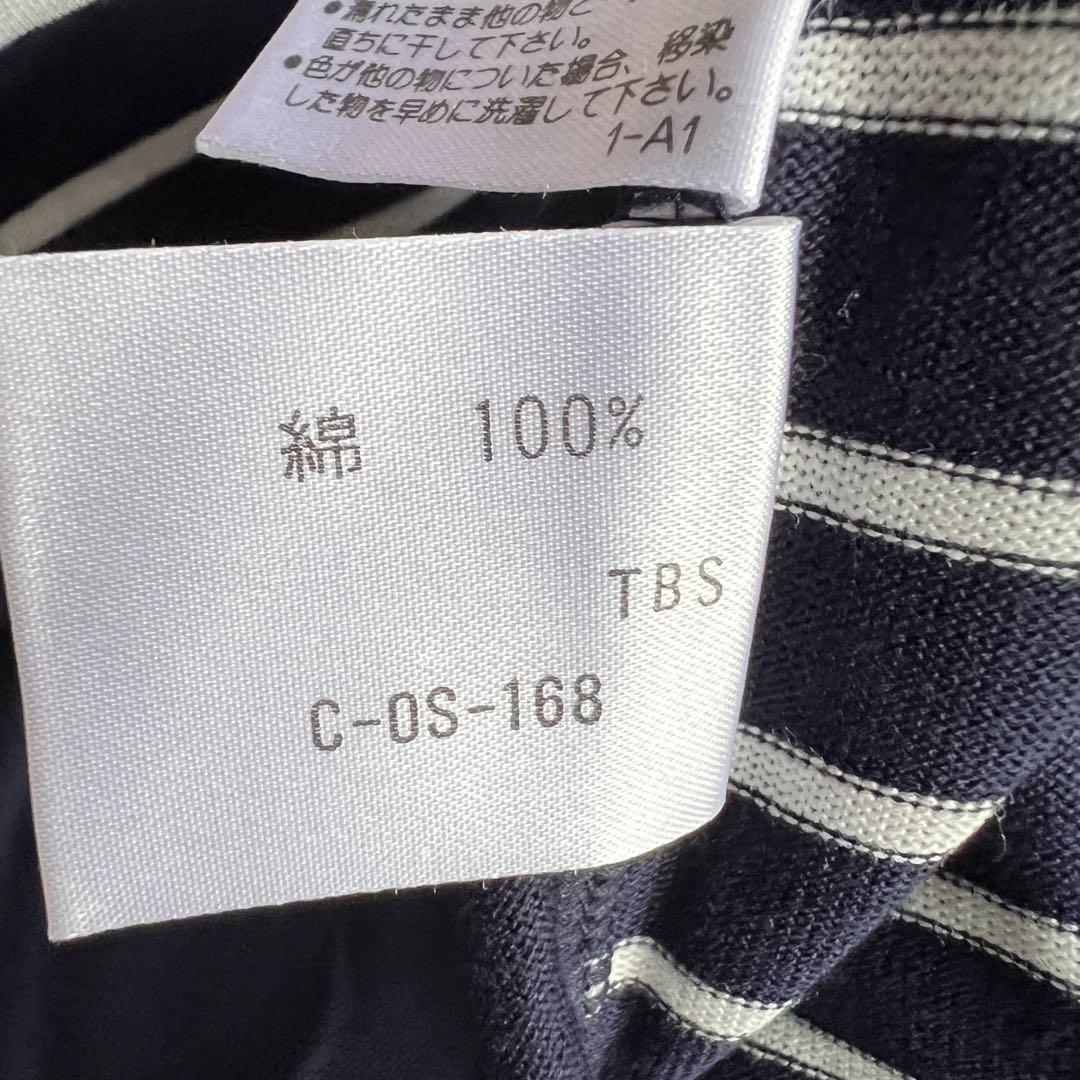 ●濡れたまま他の物と
直ちに干して下さい。
●色が他の物についた場合、移染
した物を早めに洗濯して下さい。
1-A1
綿 100%
TBS
C-0S-168